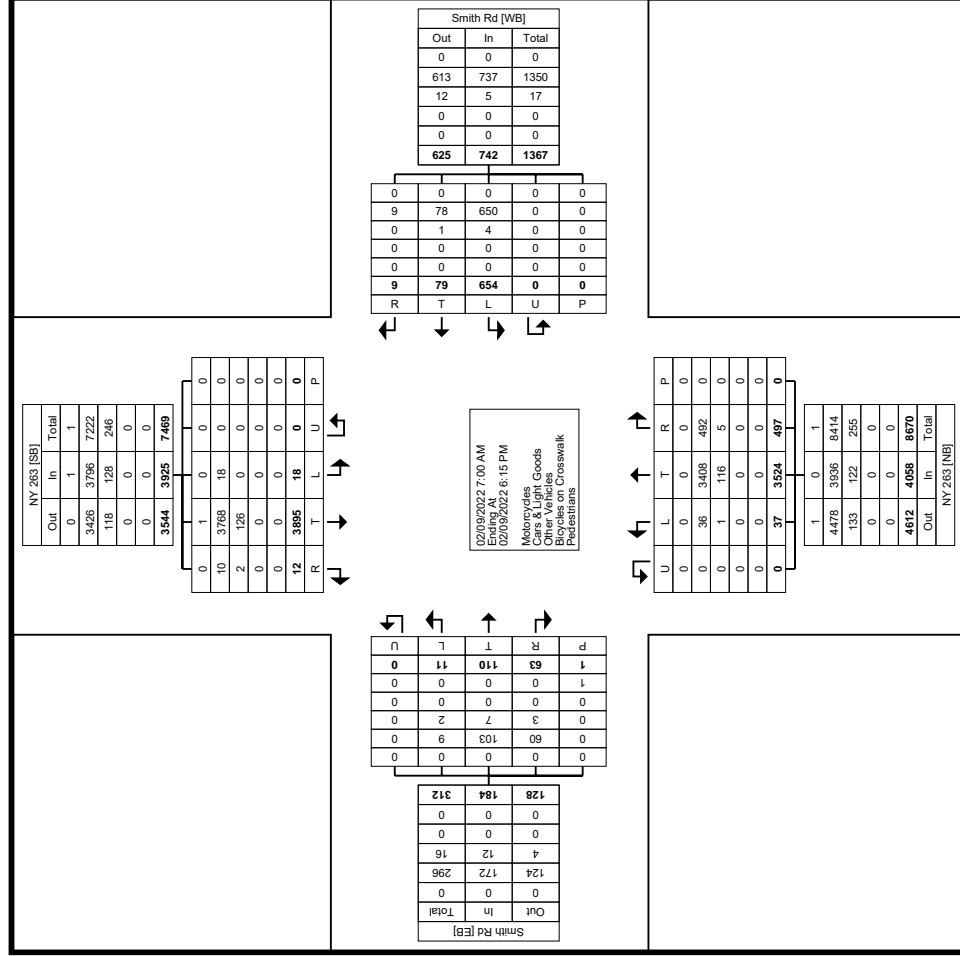 Smith Rd [WB]
Out In Total
0 0 0
613 737 1350
12 5 17
0 0 0
0 0 0
625 742 1367
0 0 0 0 0
9 78 650 0 0
0 1 4 0 0
0 0 0 0 0
0 0 0 0 0
9 79 654 0 0
R T L U P
NY 263 [SB]
Out In Total
0 1 1
3426 3796 7222
118 128 246
0 0 0
0 0 0
3544 3925 7469
0 1 0 0 0
10 3768 18 0 0
2 126 0 0 0
0 0 0 0 0
0 0 0 0 0
12 3895 18 0 0
R T L U P
02/09/2022 7:00 AM
Ending At
02/09/2022 6:15 PM
Motorcycles
Cars & Light Goods
Other Vehicles
Bicycles on Crosswalk
Pedestrians
U L T R P
0 0 0 0 0
0 36 3408 492 0
0 1 116 5 0
0 0 0 0 0
0 0 0 0 0
0 37 3524 497 0
1 0 1
4478 3936 8414
133 122 255
0 0 0
0 0 0
4612 4058 8670
Out In Total
NY 263 [NB]
Smith Rd [EB]
Out In Total
0 0 0
124 172 296
4 12 16
0 0 0
0 0 0
128 184 312
0 0 0 0 0
0 60 103 9 0
0 3 7 2 0
0 0 0 0 0
1 0 0 0 0
1 63 110 11 0
P R T L U